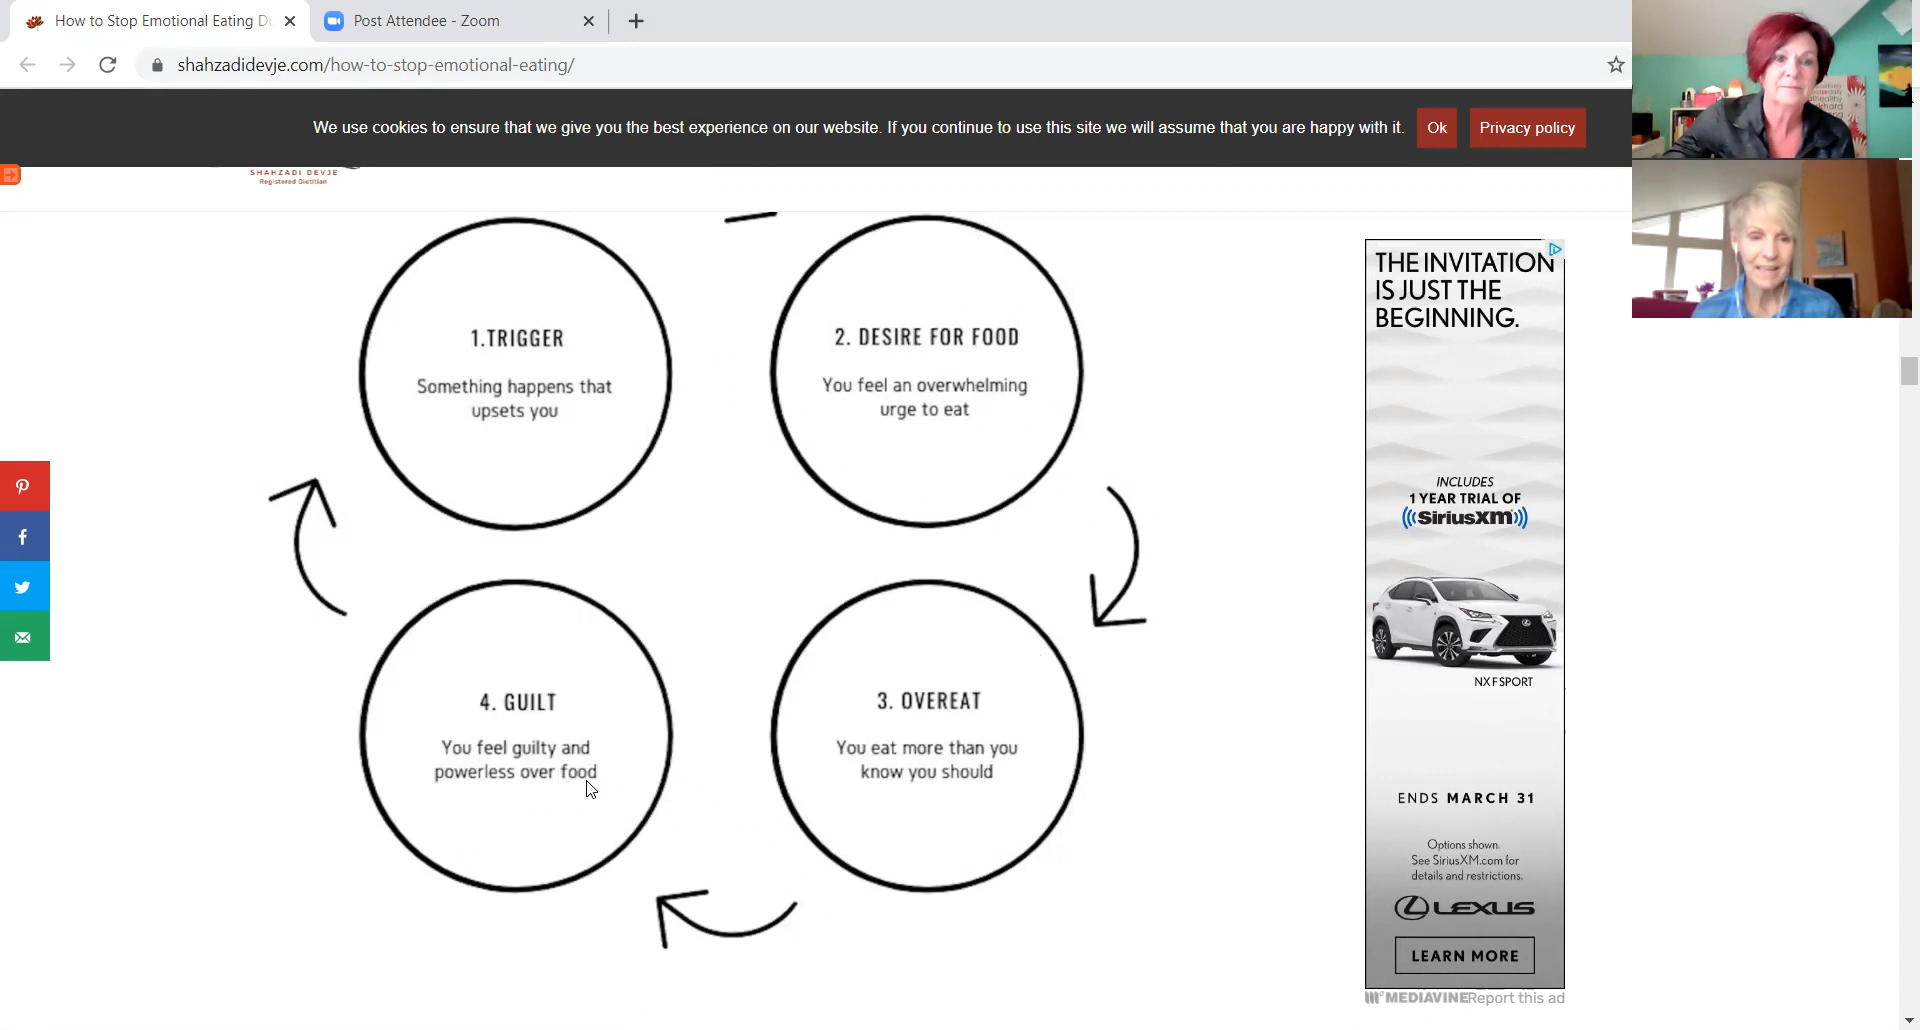 How to Stop Emotional Eating Du
Post Attendee - Zoom
shahzadidevje.com/how-to-stop-emotional-eating/
We use cookies to ensure that we give you the best experience on our website. If you continue to use this site we will assume that you are happy with it.
Ok
Privacy policy
SHAHZADI DEVJE
Registered Dietitian
1.TRIGGER
Something happens that
upsets you
2. DESIRE FOR FOOD
You feel an overwhelming
urge to eat
4. GUILT
You feel guilty and
powerless over food
3. OVEREAT
You eat more than you
know you should
THE INVITATION
IS JUST THE
BEGINNING.
INCLUDES
1 YEAR TRIAL OF
((SiriusXM))
NX F SPORT
ENDS MARCH 31
Options shown.
See SiriusXM.com for
details and restrictions.
LEXUS
LEARN MORE
MEDIAVINE
Report this ad